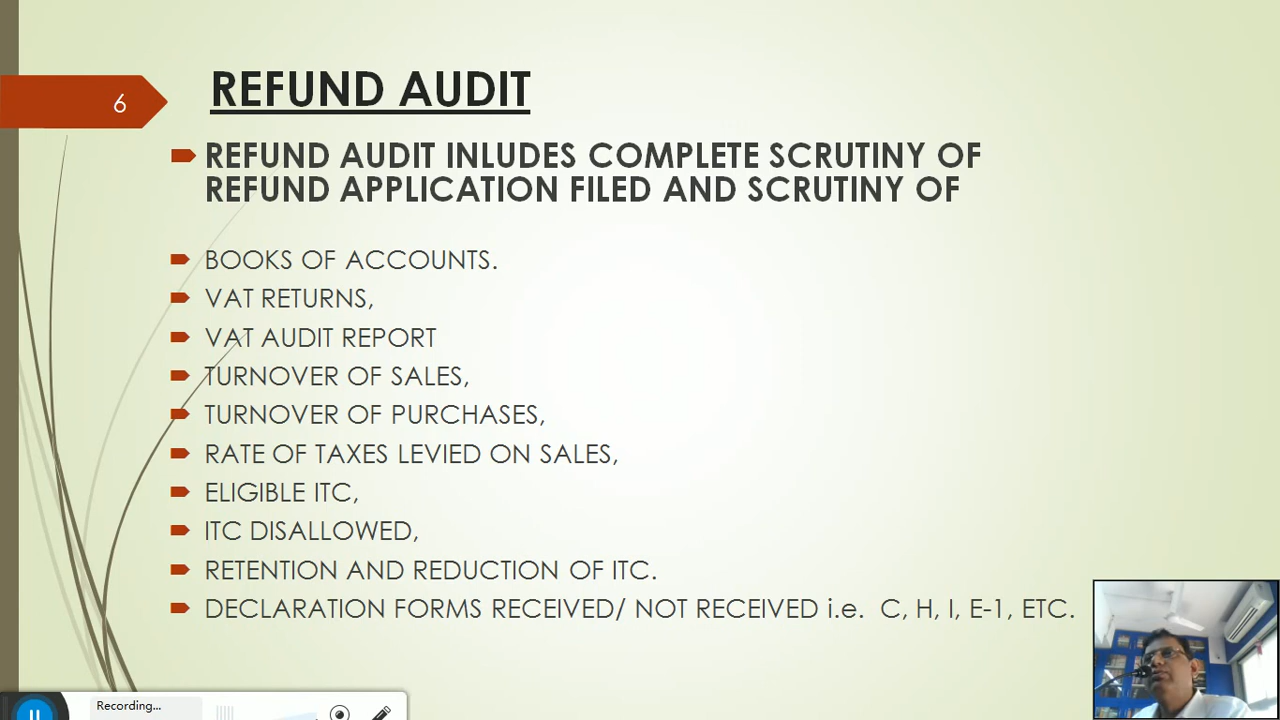 6
REFUND AUDIT
REFUND AUDIT INLUDES COMPLETE SCRUTINY OF
REFUND APPLICATION FILED AND SCRUTINY OF
BOOKS OF ACCOUNTS.
VAT RETURNS,
VAT AUDIT REPORT
TURNOVER OF SALES,
TURNOVER OF PURCHASES,
RATE OF TAXES LEVIED ON SALES,
ELIGIBLE ITC,
ITC DISALLOWED,
RETENTION AND REDUCTION OF ITC.
DECLARATION FORMS RECEIVED/ NOT RECEIVED i.e. C, H, I, E-1, ETC.
Recording...